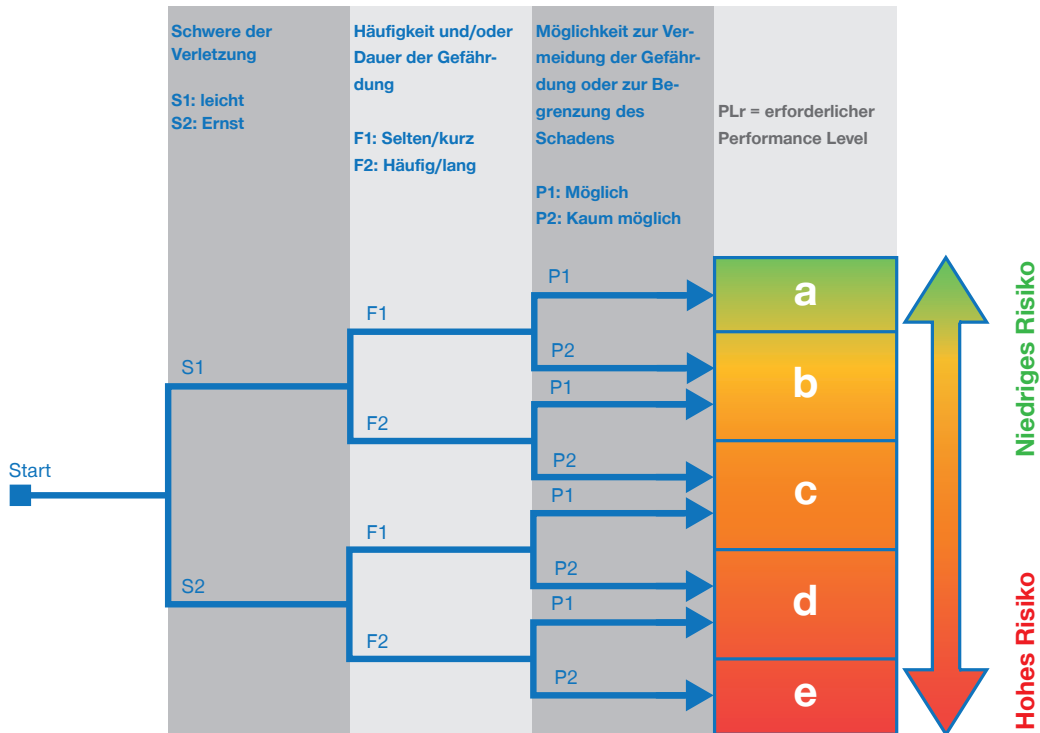 Schwere der
Verletzung
S1: leicht
S2: Ernst
Häufigkeit und/oder
Dauer der Gefähr-
dung
F1: Selten/kurz
F2: Häufig/lang
Möglichkeit zur Ver-
meidung der Gefähr-
dung oder zur Be-
grenzung des
Schadens
P1: Möglich
P2: Kaum möglich
PLr = erforderlicher
Performance Level
Start
S1
S2
F1
F2
F1
F2
P1
P2
P1
P2
P1
P2
P1
P2
a
b
c
d
e
Niedriges Risiko
Hohes Risiko